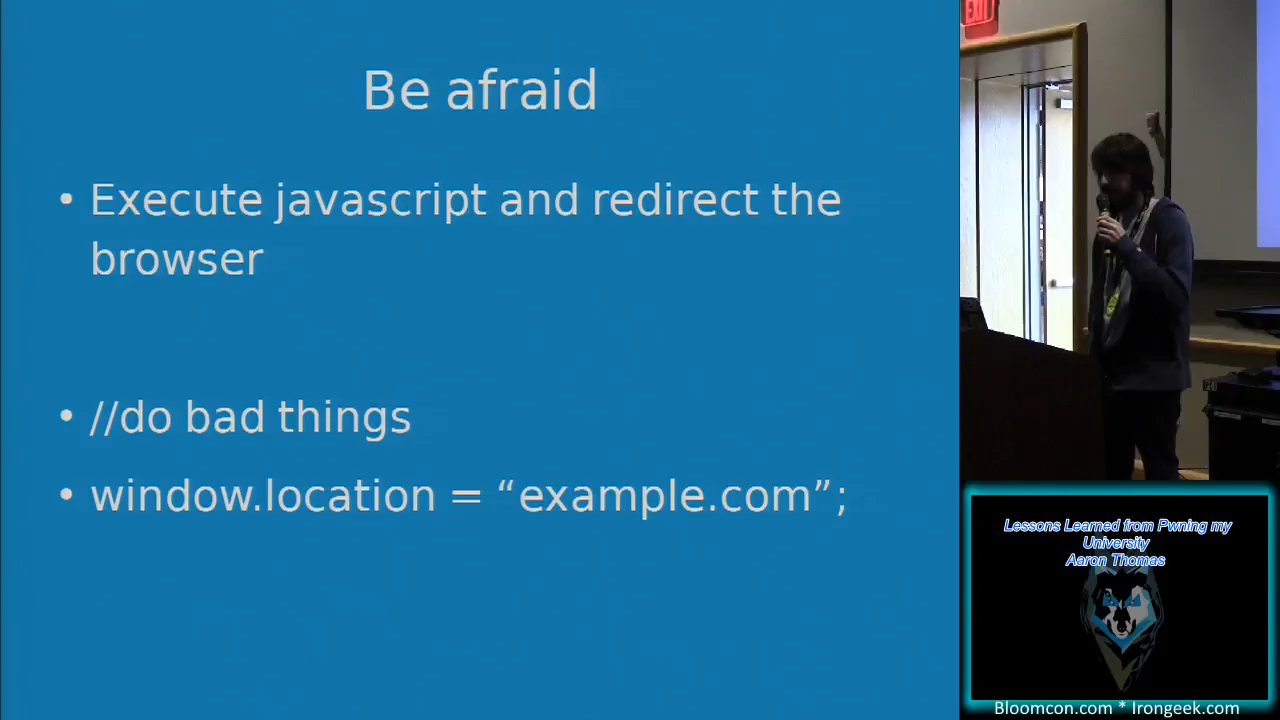 Be afraid
• Execute javascript and redirect the
browser
• //do bad things
• window.location = “example.com”;
EXIT
Lessons Learned from Pwning my
University
Aaron Thomas
Bloomcon.com * Irongeek.com